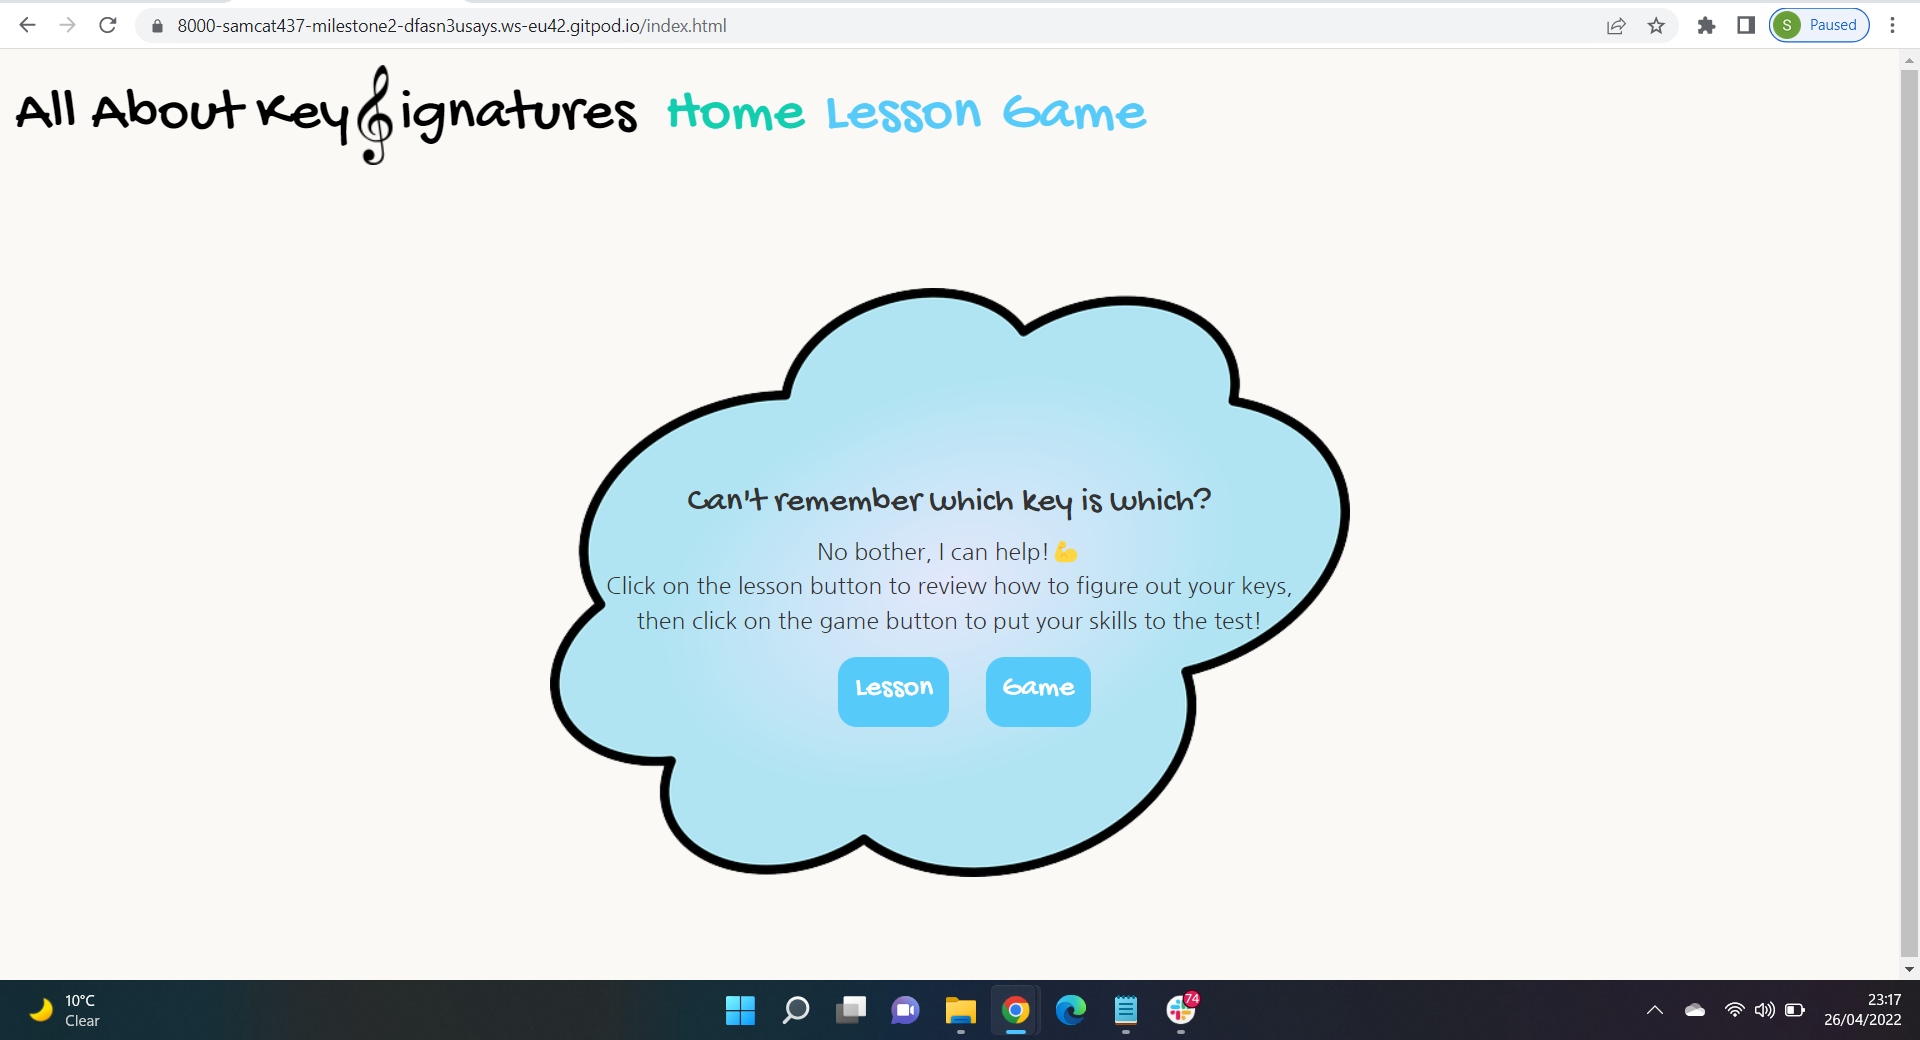 8000-samcat437-milestone2-dfasn3usays.ws-eu42.gitpod.io/index.html
S Paused
All About Key Signatures Home Lesson Game
Can't remember which key is which?
No bother, I can help!💪
Click on the lesson button to review how to figure out your keys,
then click on the game button to put your skills to the test!
Lesson Game
10°C
Clear
74
23:17
26/04/2022